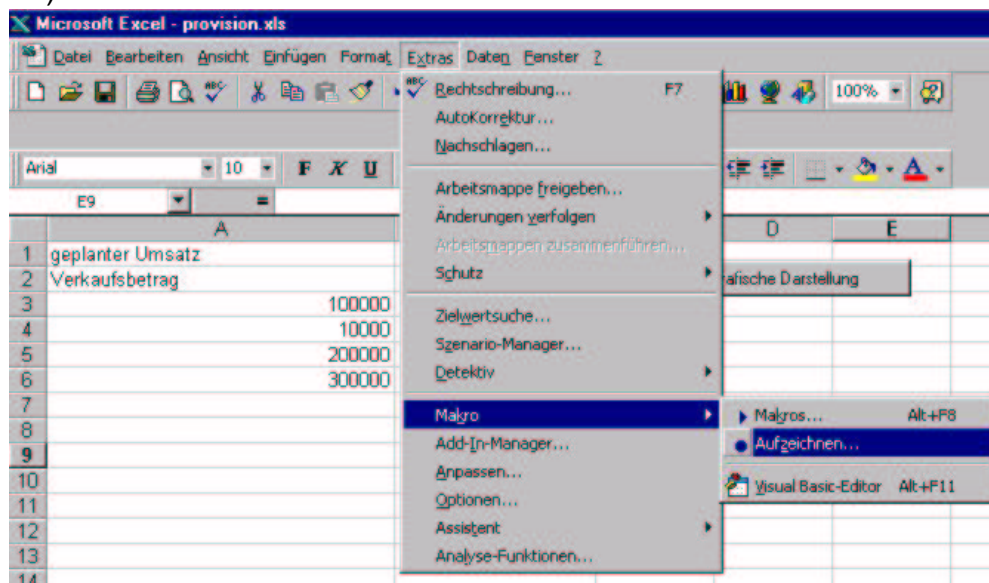 Microsoft Excel - provision.xls
Datei Bearbeiten Ansicht Einfügen Format Extras Daten Fenster ?
100%
Arial 10 F K U
E9 =
Rechtschreibung... F7
AutoKorrektur...
Nachschlagen...
Arbeitsmappe freigeben...
Änderungen verfolgen
Arbeitsmappen zusammenführen...
Schutz
Zielwertsuche...
Szenario-Manager...
Detektiv
Makro
Add-In-Manager...
Anpassen...
Optionen...
Assistent
Analyse-Funktionen...
Makros... Alt+F8
Aufzeichnen...
Visual Basic-Editor Alt+F11
A D E
1 geplanter Umsatz
2 Verkaufsbetrag afische Darstellung
3 100000
4 10000
5 200000
6 300000
7
8
9
10
11
12
13
14